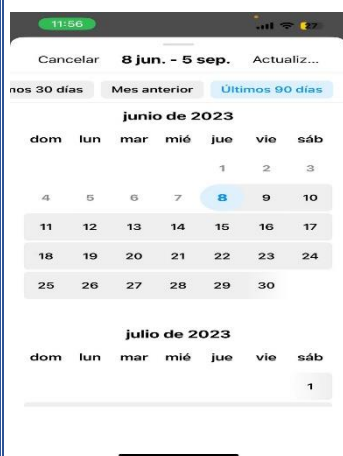 11:56
27
Cancelar 8 jun. - 5 sep. Actualiz...
nos 30 días Mes anterior Últimos 90 días
junio de 2023
dom lun mar mié jue vie sáb
1 2 3
4 5 6 7 8 9 10
11 12 13 14 15 16 17
18 19 20 21 22 23 24
25 26 27 28 29 30
julio de 2023
dom lun mar mié jue vie sáb
1